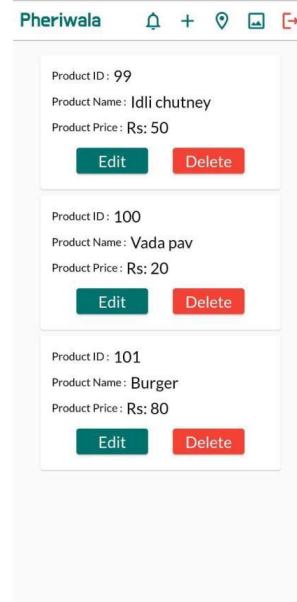 Pheriwala
Product ID : 99
Product Name : Idli chutney
Product Price : Rs: 50
Edit Delete
Product ID : 100
Product Name : Vada pav
Product Price : Rs: 20
Edit Delete
Product ID : 101
Product Name : Burger
Product Price : Rs: 80
Edit Delete